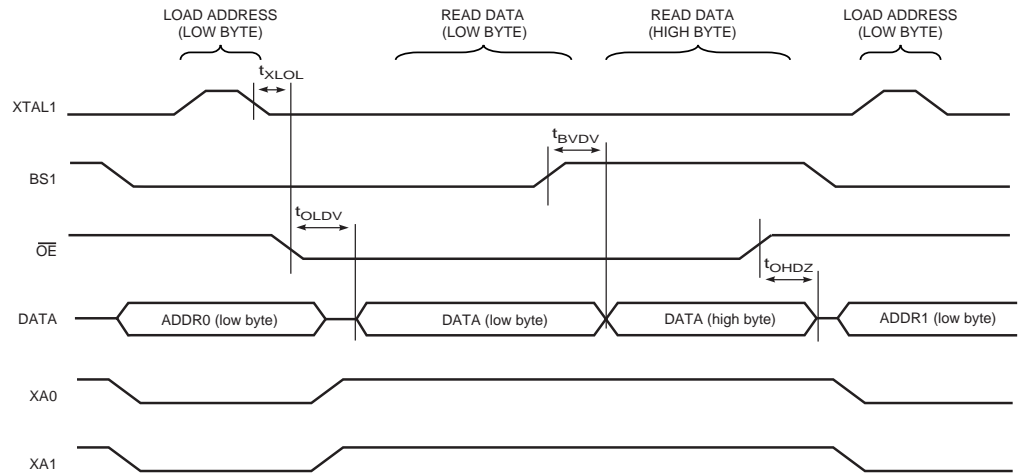 LOAD ADDRESS
(LOW BYTE)
READ DATA
(LOW BYTE)
READ DATA
(HIGH BYTE)
LOAD ADDRESS
(LOW BYTE)
tXLOL
XTAL1
tBVDV
BS1
tOLDV
OE
tOHDZ
DATA
ADDR0 (low byte)
DATA (low byte)
DATA (high byte)
ADDR1 (low byte)
XA0
XA1